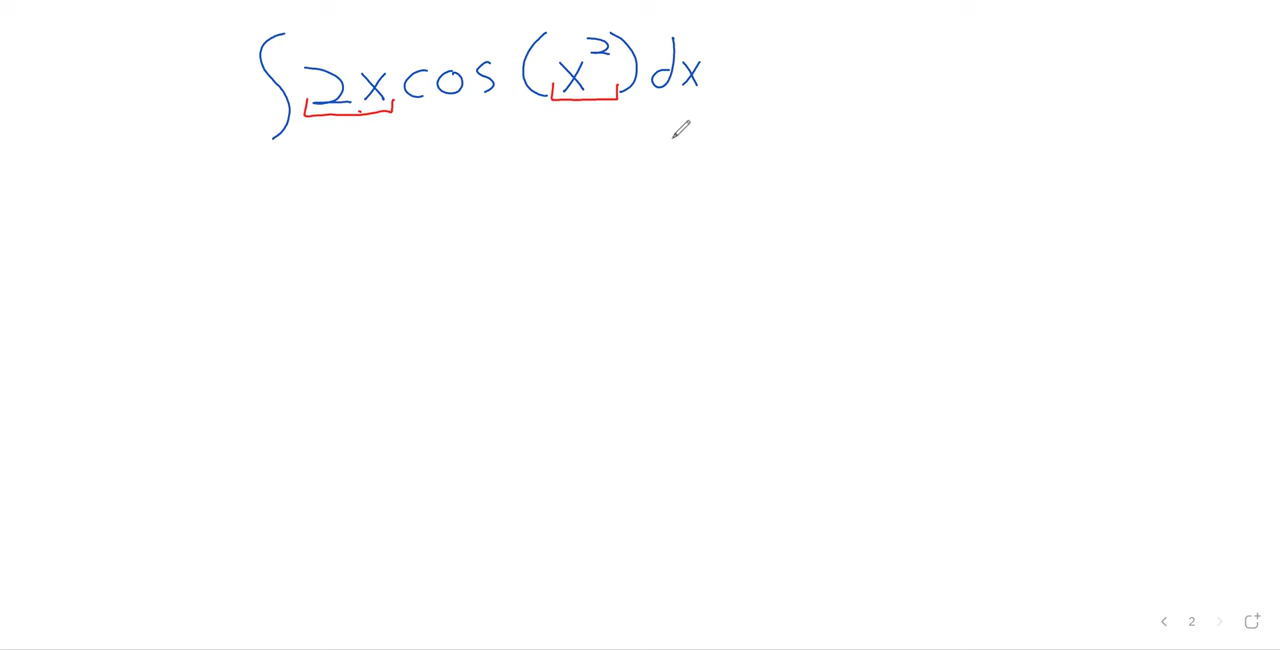 ∫ 2x cos (x²) dx
2